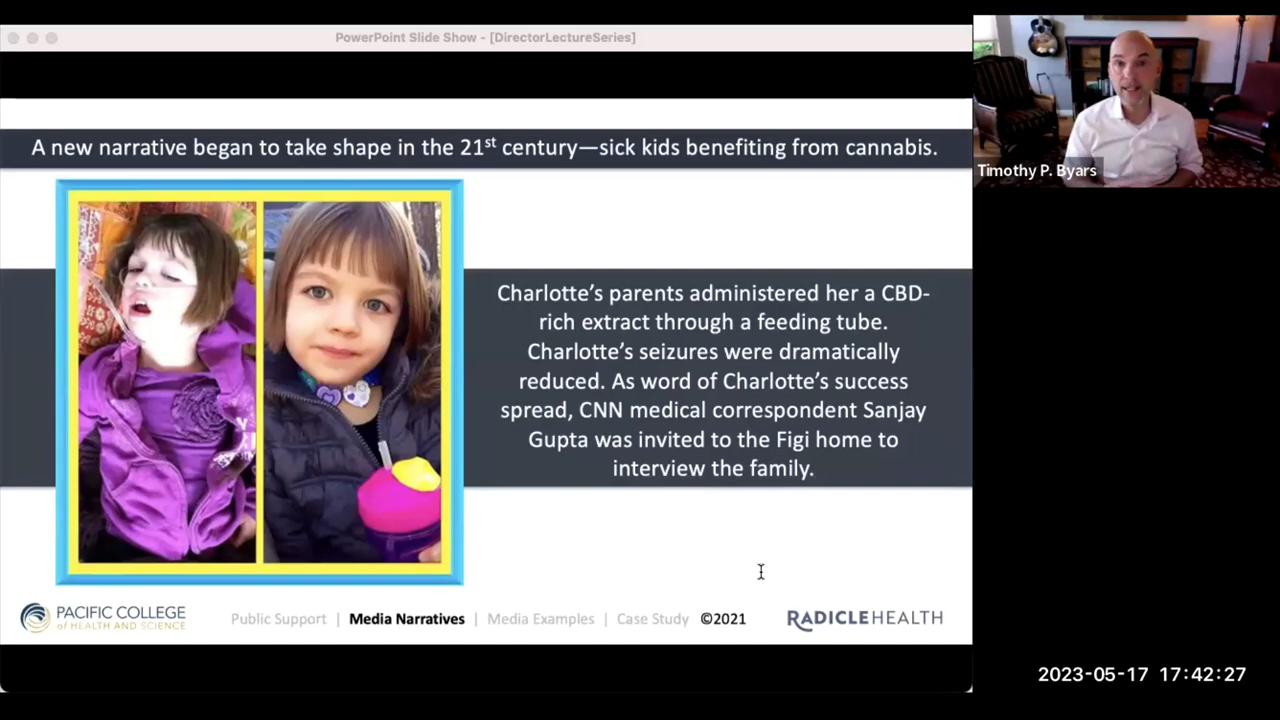 PowerPoint Slide Show - [DirectorLectureSeries]
A new narrative began to take shape in the 21st century—sick kids benefiting from cannabis.
Timothy P. Byars
Charlotte's parents administered her a CBD-
rich extract through a feeding tube.
Charlotte's seizures were dramatically
reduced. As word of Charlotte's success
spread, CNN medical correspondent Sanjay
Gupta was invited to the Figi home to
interview the family.
PACIFIC COLLEGE
of HEALTH AND SCIENCE
Public Support | Media Narratives | Media Examples | Case Study ©2021
RADICLEHEALTH
2023-05-17 17:42:27